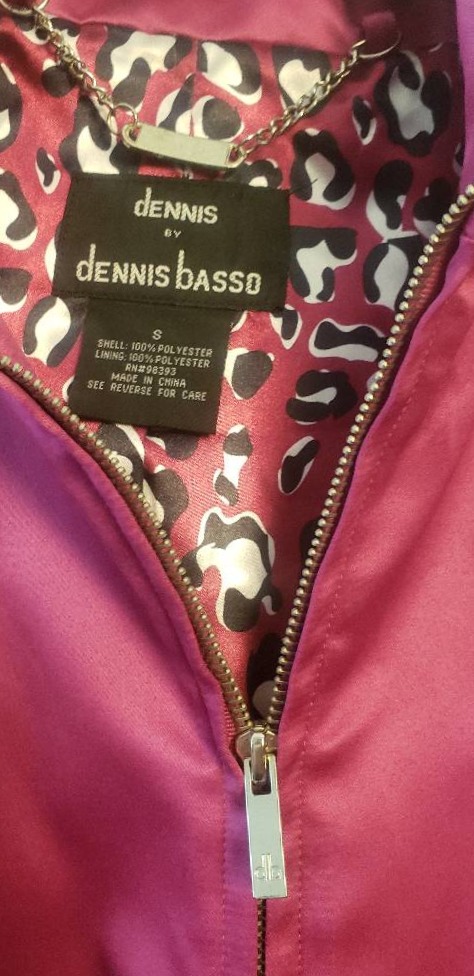 dENNIS
BY
dENNIS basso
S
SHELL: 100% POLYESTER
LINING: 100% POLYESTER
RN#98393
MADE IN CHINA
SEE REVERSE FOR CARE
db